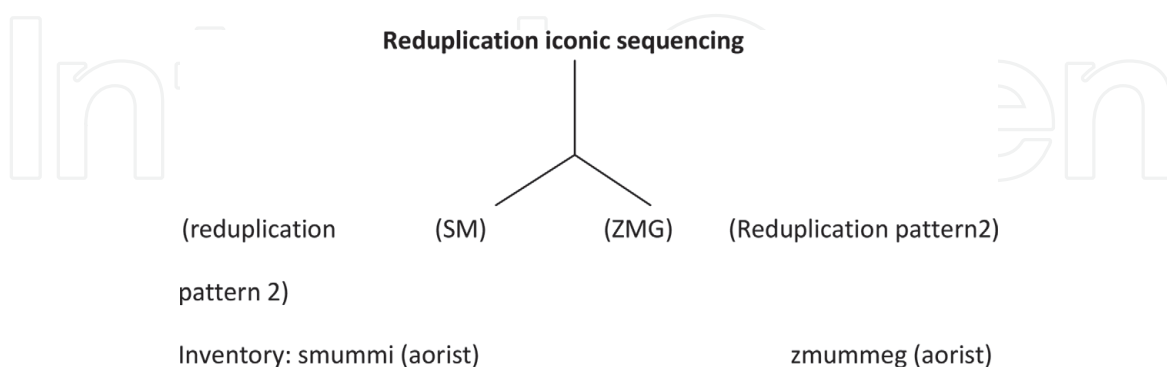 Reduplication iconic sequencing
(reduplication (SM) (ZMG) (Reduplication pattern2)
pattern 2)
Inventory: smummi (aorist) zmummeg (aorist)